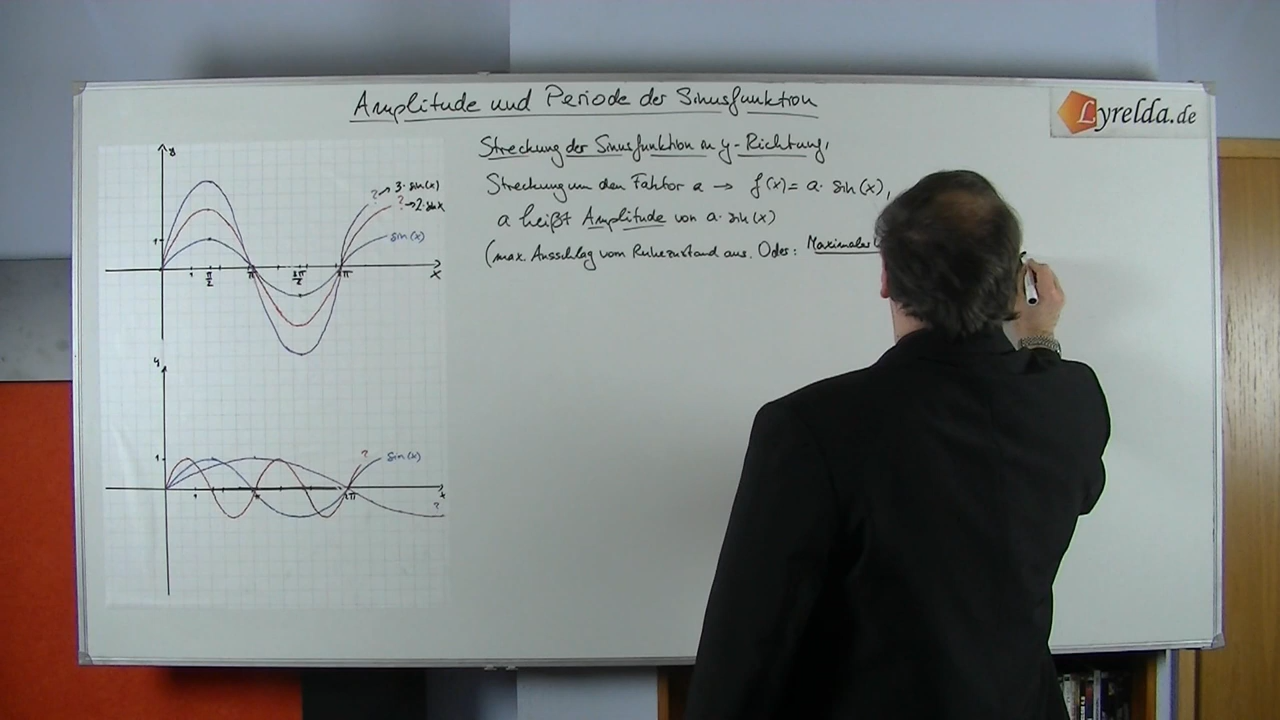 Amplitude und Periode der Sinusfunktion
Lyrelda.de
Streckung der Sinusfunktion in y-Richtung,
Streckung um den Faktor a → f(x) = a · sin(x),
a heißt Amplitude von a · sin(x)
(max. Ausschlag vom Ruhezustand aus. Oder: Maximaler
y
? → 3·sin(x)
? → 2·sin x
sin(x)
1
1 π/2 π 3π/2 2π x
y
1
? sin(x)
1 π 2π x
?